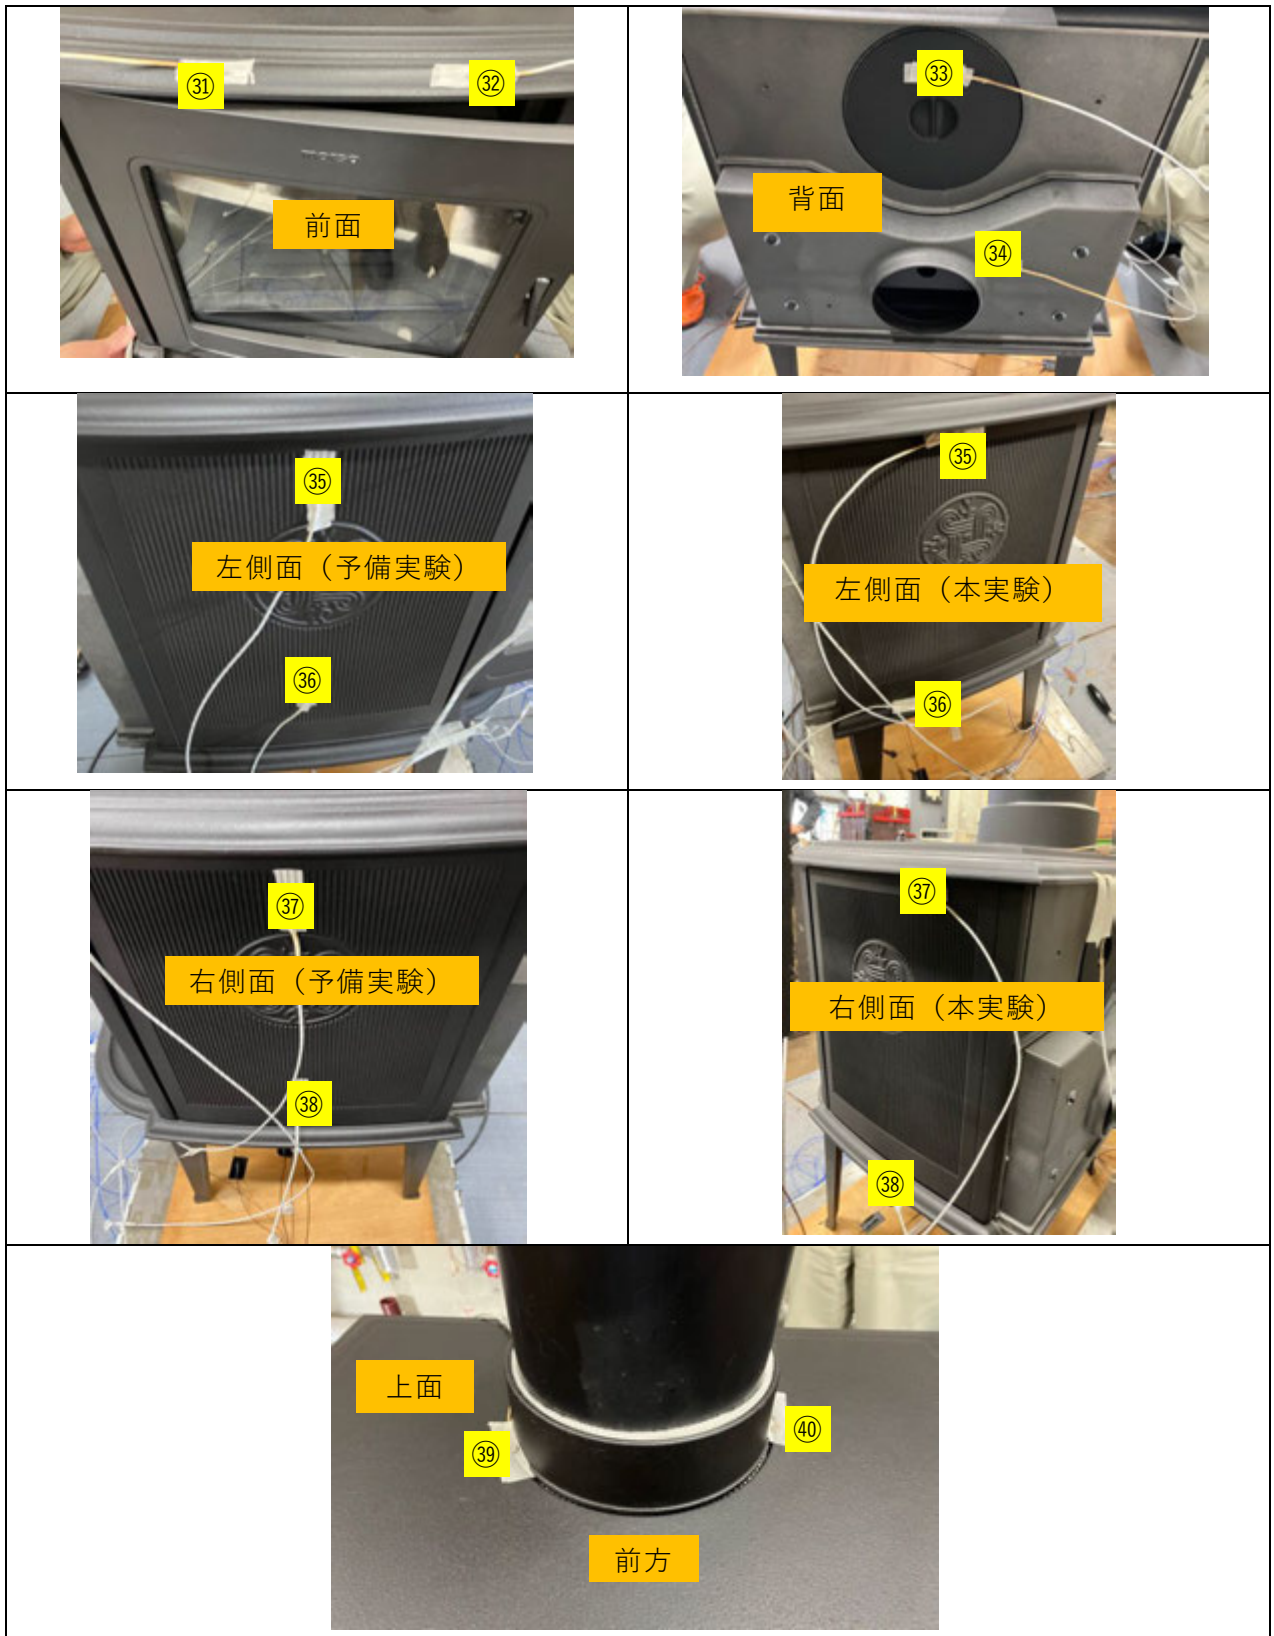 ㉛
㉜
morsø
前面
㉝
背面
㉞
㉟
左側面（予備実験）
㊱
㉟
左側面（本実験）
㊱
㊲
右側面（予備実験）
㊳
㊲
右側面（本実験）
㊳
上面
㊴
㊵
前方